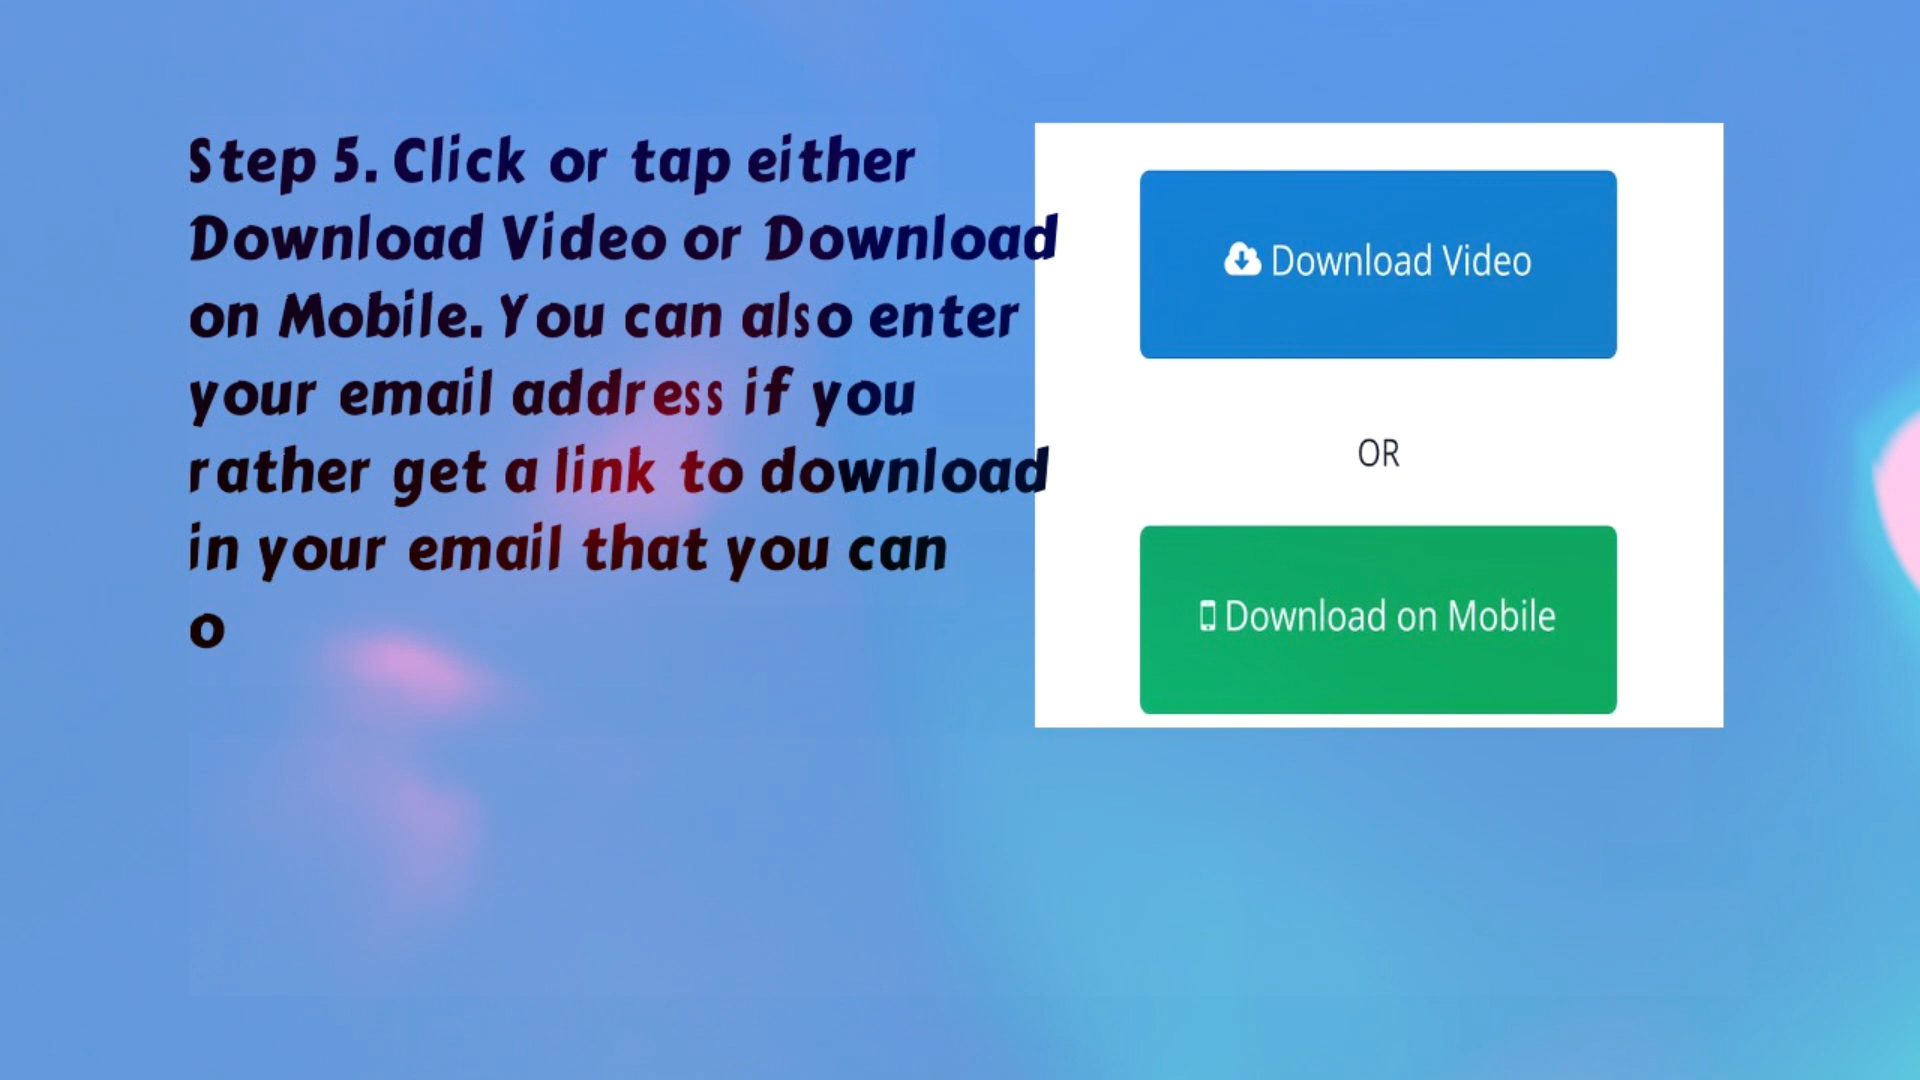 Step 5. Click or tap either
Download Video or Download
on Mobile. You can also enter
your email address if you
rather get a link to download
in your email that you can
o
Download Video
OR
Download on Mobile